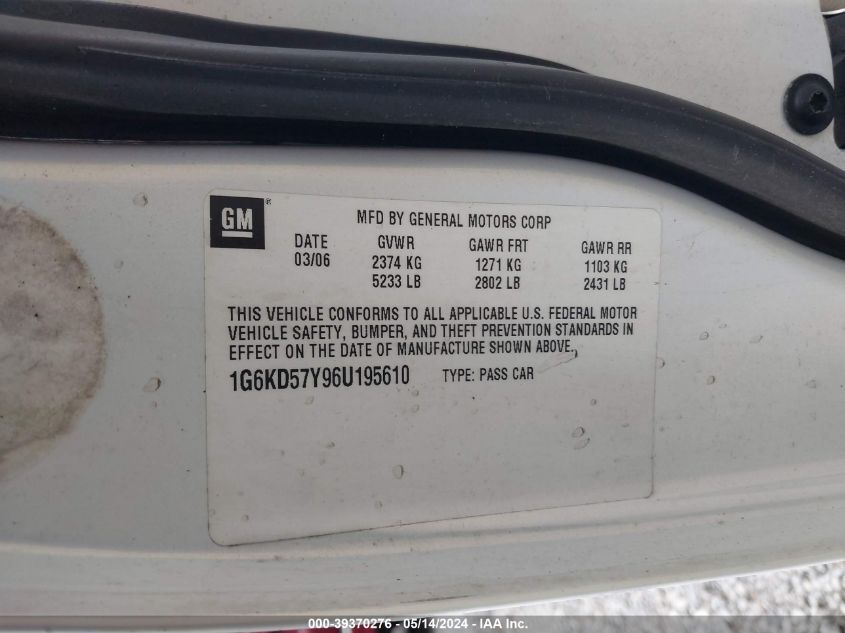 GM ®
MFD BY GENERAL MOTORS CORP
DATE GVWR GAWR FRT GAWR RR
03/06 2374 KG 1271 KG 1103 KG
5233 LB 2802 LB 2431 LB
THIS VEHICLE CONFORMS TO ALL APPLICABLE U.S. FEDERAL MOTOR
VEHICLE SAFETY, BUMPER, AND THEFT PREVENTION STANDARDS IN
EFFECT ON THE DATE OF MANUFACTURE SHOWN ABOVE.
1G6KD57Y96U195610 TYPE: PASS CAR
000-39370276 - 05/14/2024 - IAA Inc.